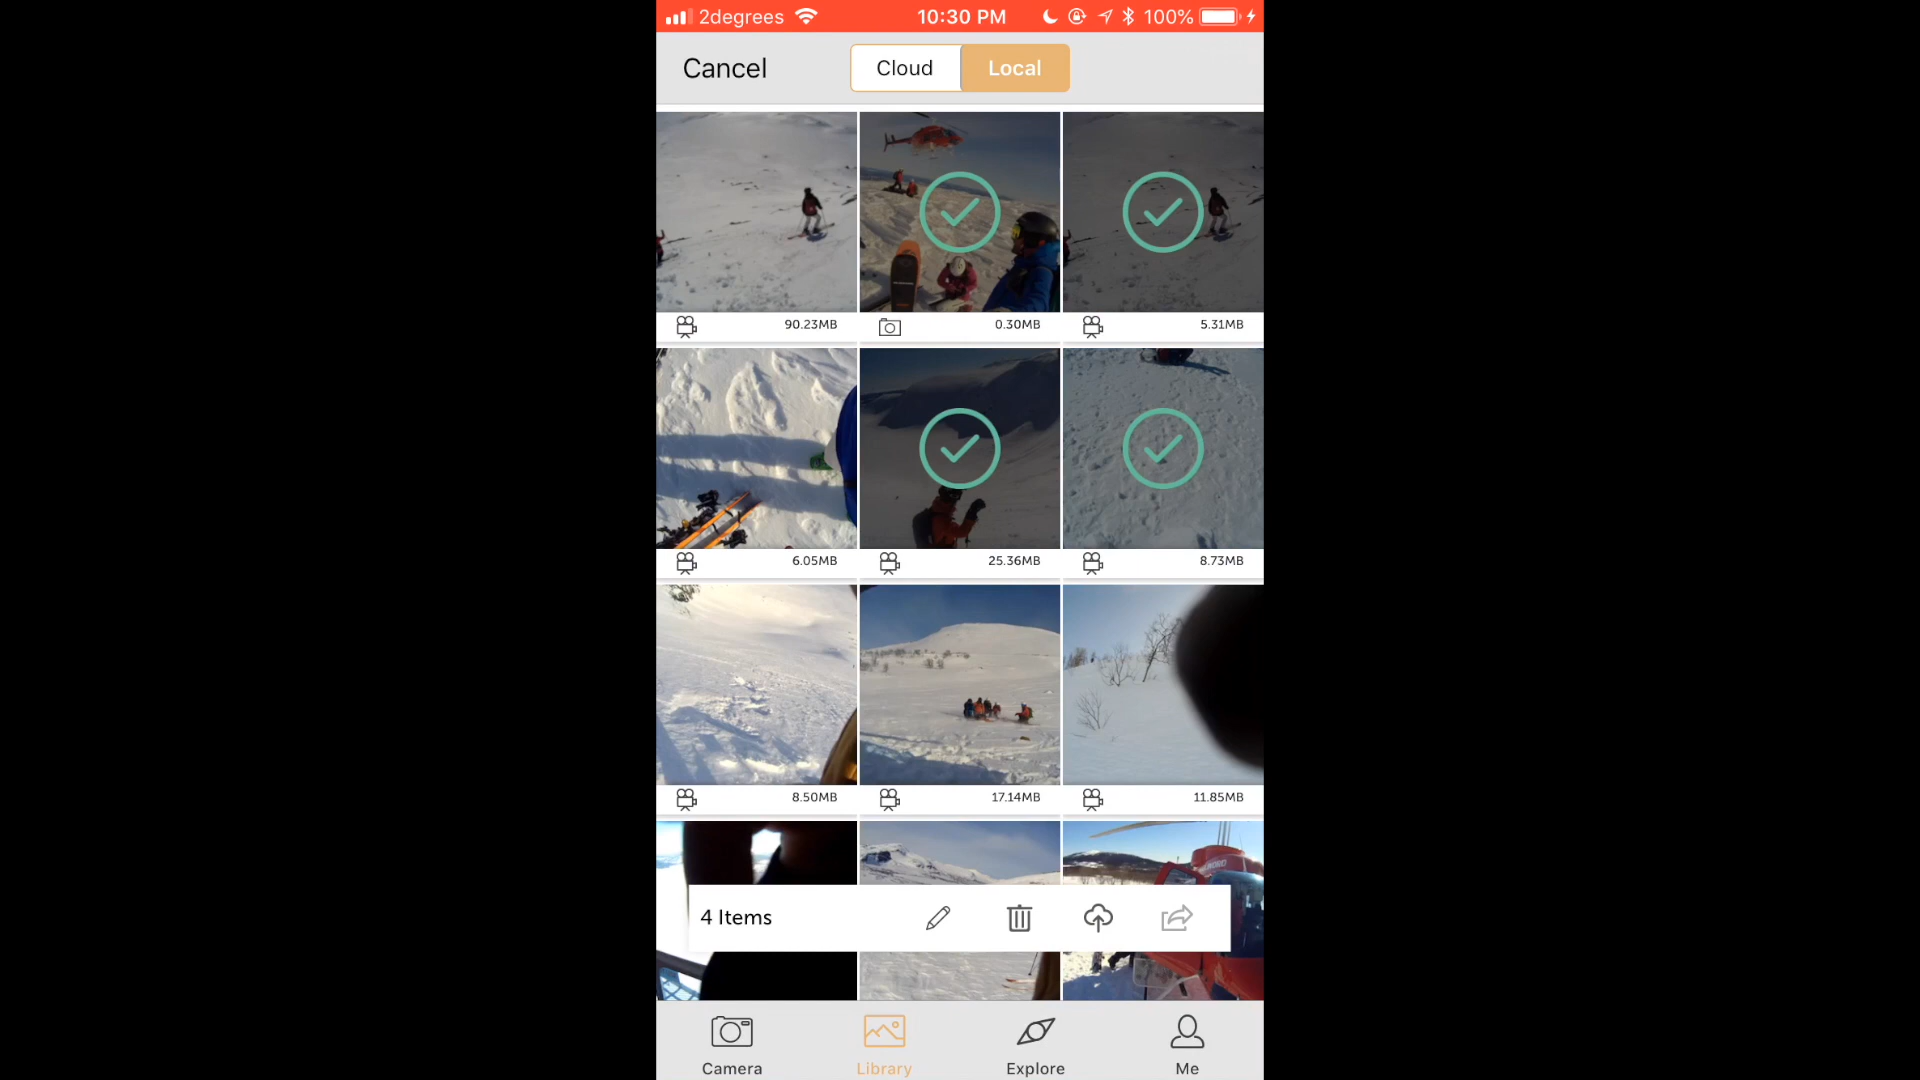 2degrees 10:30 PM 100%
Cancel Cloud Local
90.23MB 0.30MB 5.31MB
6.05MB 25.36MB 8.73MB
8.50MB 17.14MB 11.85MB
4 Items
Camera Library Explore Me